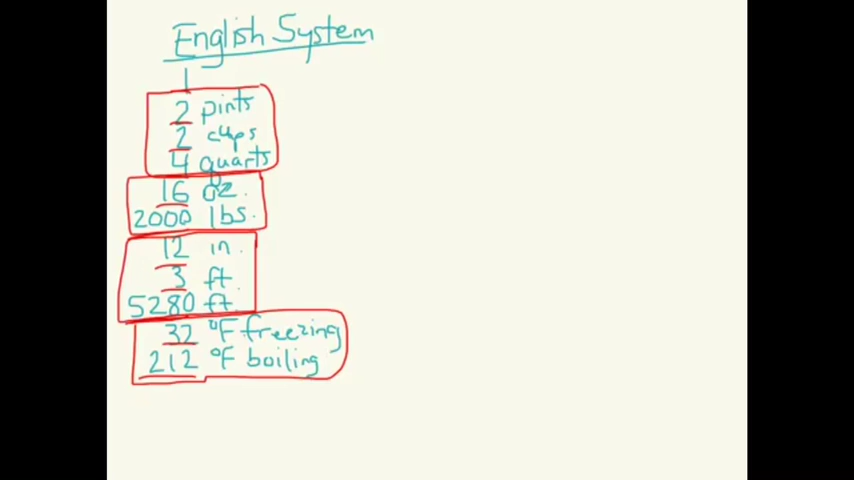 English System
1
2 pints
2 cups
4 quarts
16 oz.
2000 lbs.
12 in.
3 ft.
5280 ft.
32 °F freezing
212 °F boiling